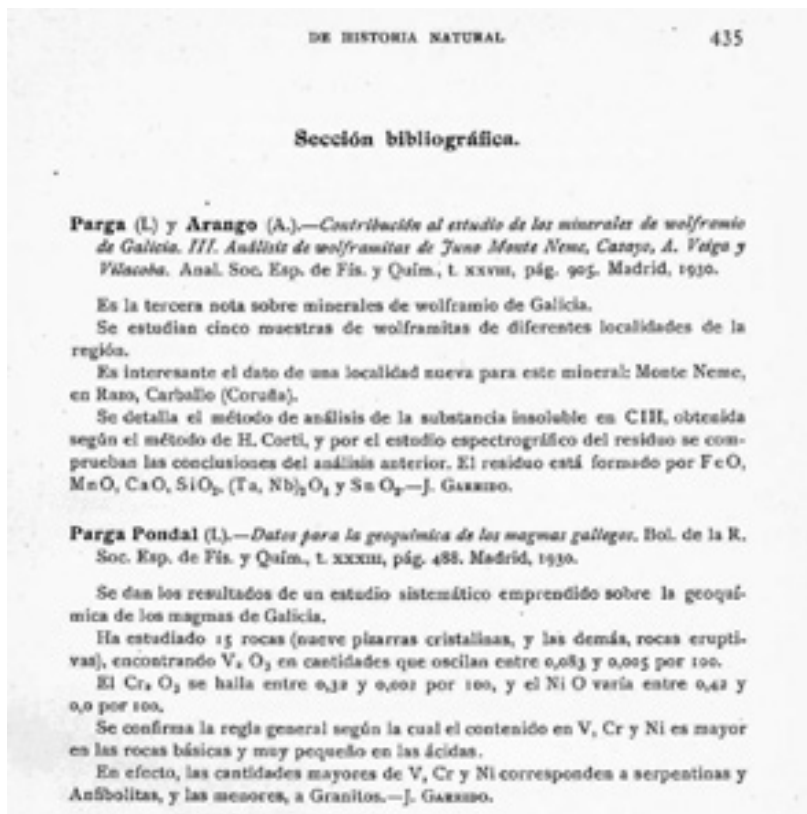 DE HISTORIA NATURAL 435
Sección bibliográfica.
Parga (I.) y Arango (A.).—Contribución al estudio de los minerales de wolframio
de Galicia. III. Análisis de wolframitas de Juno Monte Neme, Casayo, A. Veiga y
Vilacoba. Anal. Soc. Esp. de Fís. y Quím., t. XXVIII, pág. 905. Madrid, 1930.
Es la tercera nota sobre minerales de wolframio de Galicia.
Se estudian cinco muestras de wolframitas de diferentes localidades de la
región.
Es interesante el dato de una localidad nueva para este mineral: Monte Neme,
en Razo, Carballo (Coruña).
Se detalla el método de análisis de la substancia insoluble en ClH, obtenida
según el método de H. Corti, y por el estudio espectrográfico del residuo se com-
prueban las conclusiones del análisis anterior. El residuo está formado por FeO,
MnO, CaO, SiO₂, (Ta, Nb)₂O₅ y SnO₂.—J. GARRIDO.
Parga Pondal (I.).—Datos para la geoquímica de los magmas gallegos. Bol. de la R.
Soc. Esp. de Fís. y Quím., t. XXXIII, pág. 488. Madrid, 1930.
Se dan los resultados de un estudio sistemático emprendido sobre la geoquí-
mica de los magmas de Galicia.
Ha estudiado 15 rocas (nueve pizarras cristalinas, y las demás, rocas erupti-
vas), encontrando V₂ O₃ en cantidades que oscilan entre 0,083 y 0,005 por 100.
El Cr₂ O₃ se halla entre 0,32 y 0,002 por 100, y el Ni O varía entre 0,42 y
0,0 por 100.
Se confirma la regla general según la cual el contenido en V, Cr y Ni es mayor
en las rocas básicas y muy pequeño en las ácidas.
En efecto, las cantidades mayores de V, Cr y Ni corresponden a serpentinas y
Anfibolitas, y las menores, a Granitos.—J. GARRIDO.